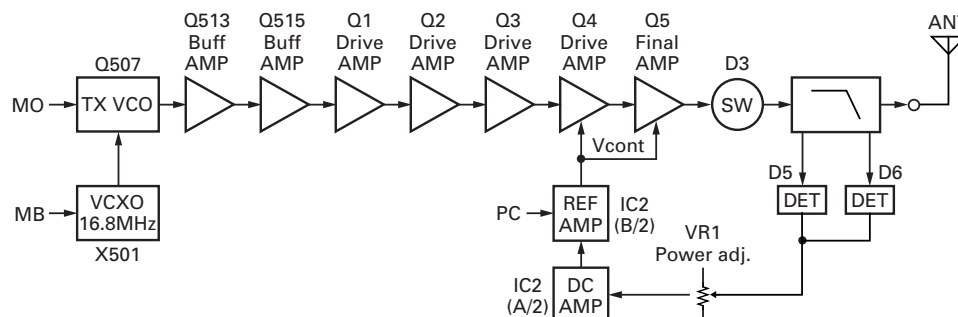 Q513
Buff
AMP
Q515
Buff
AMP
Q1
Drive
AMP
Q2
Drive
AMP
Q3
Drive
AMP
Q4
Drive
AMP
Q5
Final
AMP
D3
SW
ANT
Q507
MO
TX VCO
Vcont
MB
VCXO
16.8MHz
X501
PC
REF
AMP
IC2
(B/2)
D5
DET
D6
DET
VR1
Power adj.
IC2
(A/2)
DC
AMP